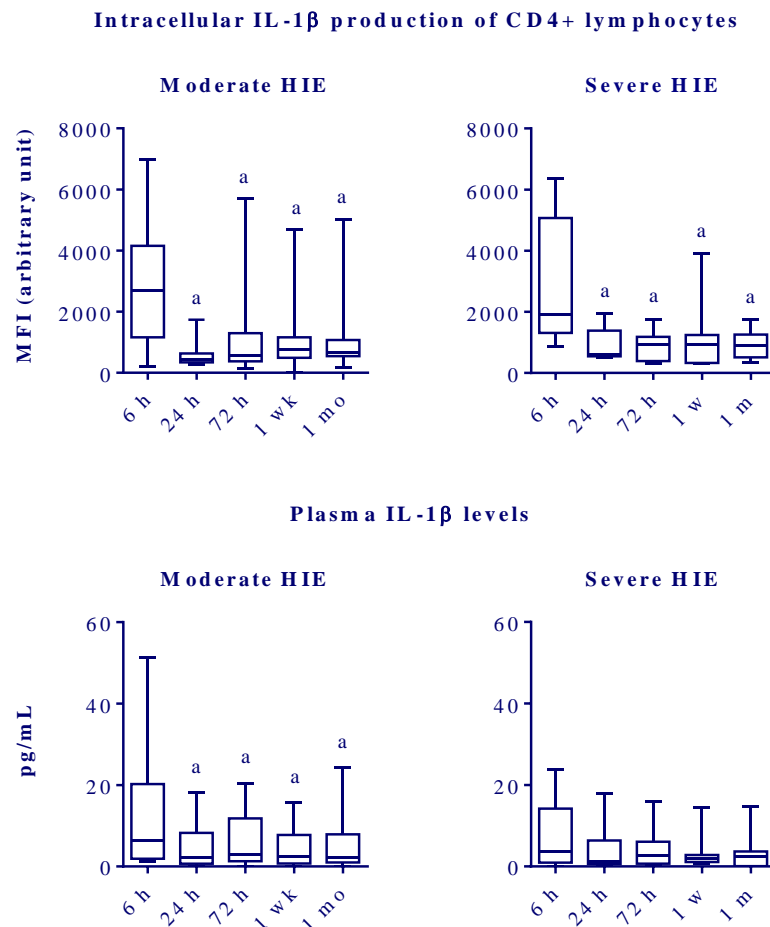 Intracellular IL-1β production of CD4+ lymphocytes
Moderate HIE
Severe HIE
MFI (arbitrary unit)
8000
6000
4000
2000
0
a
a
a
a
6 h
24 h
72 h
1 wk
1 mo
8000
6000
4000
2000
0
a
a
a
a
6 h
24 h
72 h
1 w
1 m
Plasma IL-1β levels
Moderate HIE
Severe HIE
pg/mL
60
40
20
0
a
a
a
a
6 h
24 h
72 h
1 wk
1 mo
60
40
20
0
6 h
24 h
72 h
1 w
1 m